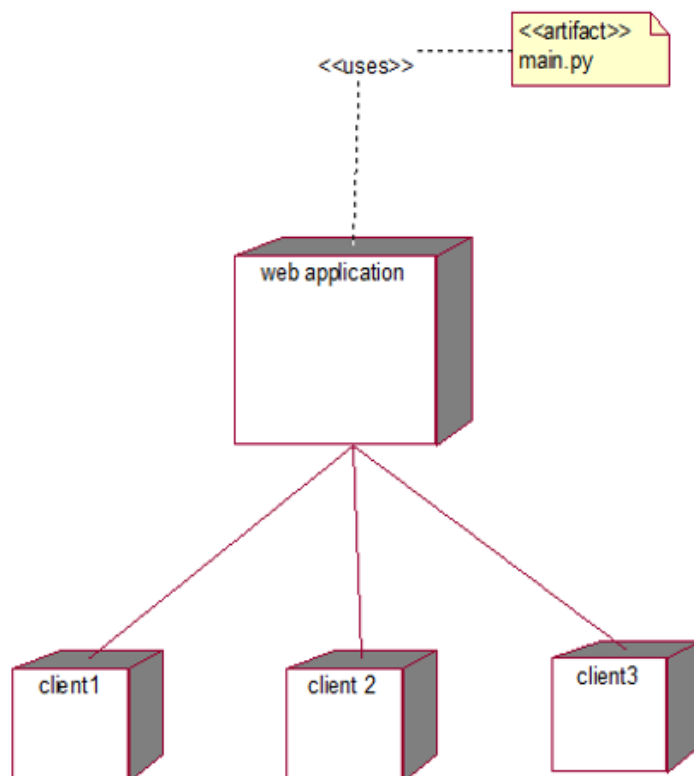 <<artifact>>
main.py
<<uses>>
web application
client1
client 2
client3